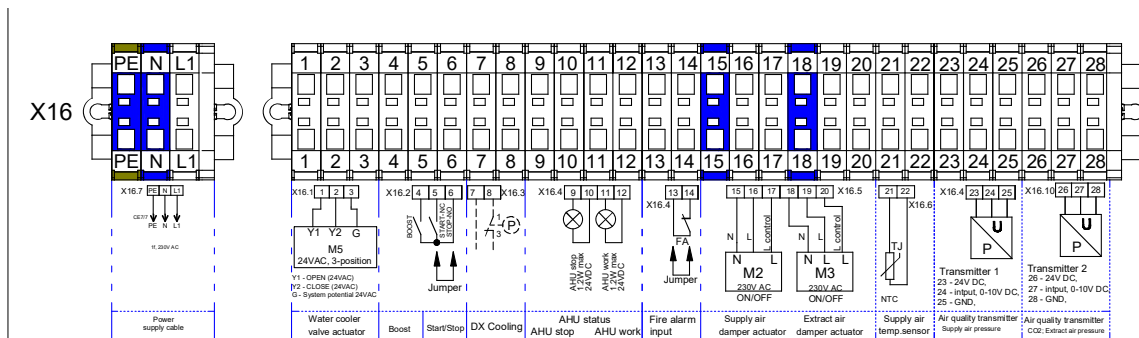 PE N L1 1 2 3 4 5 6 7 8 9 10 11 12 13 14 15 16 17 18 19 20 21 22 23 24 25 26 27 28
X16
PE N L1 1 2 3 4 5 6 7 8 9 10 11 12 13 14 15 16 17 18 19 20 21 22 23 24 25 26 27 28
X16.7 PE N L1
CE7/7
PE N L1
1f, 230V AC
Power
supply cable
X16.1 1 2 3
Y1 Y2 G
M5
24VAC, 3-position
Y1 - OPEN (24VAC)
Y2 - CLOSE (24VAC)
G - System potential 24VAC
Water cooler
valve actuator
X16.2 4 5 6
BOOST
START-NC
STOP-NO
Jumper
Boost
Start/Stop
7 8 X16.3
1
3
P
DX Cooling
X16.4 9 10 11 12
AHU stop
1.2W max
24VDC
AHU work
1.2W max
24VDC
AHU status
AHU stop AHU work
13 14
X16.4
FA
Jumper
Fire alarm
input
15 16 17 18 19 20 X16.5
N L L control
M2
230V AC
ON/OFF
N L L control
N L L
M3
230V AC
ON/OFF
Supply air
damper actuator
Extract air
damper actuator
21 22
X16.6
TJ
NTC
Supply air
temp.sensor
X16.4 23 24 25
U
P
Transmitter 1
23 - 24V DC,
24 - intput, 0-10V DC,
25 - GND,
Air quality transmitter
Supply air pressure
X16.10 26 27 28
U
P
Transmitter 2
26 - 24V DC,
27 - intput, 0-10V DC,
28 - GND,
Air quality transmitter
CO2; Extract air pressure